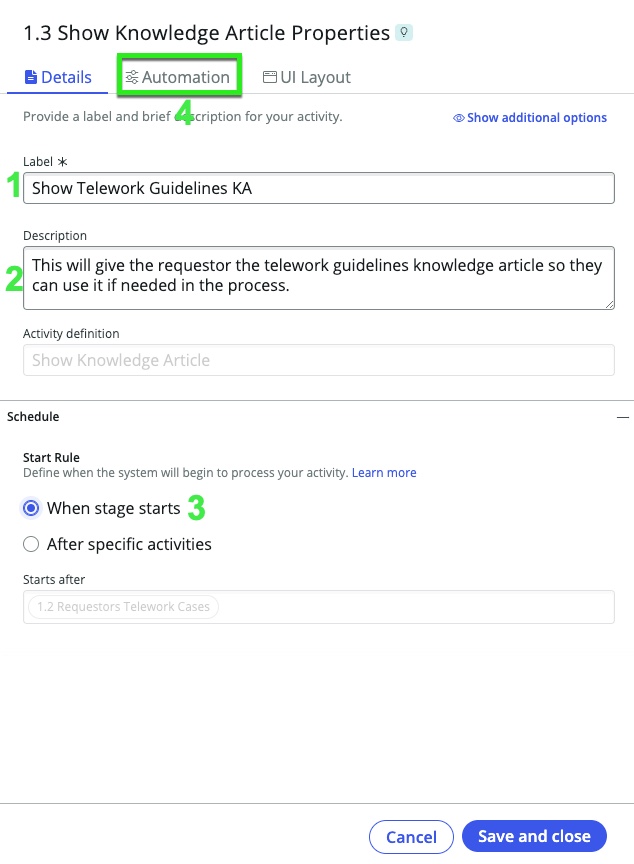 1.3 Show Knowledge Article Properties
Details
Automation
UI Layout
4
Provide a label and brief description for your activity.
Show additional options
Label *
1
Show Telework Guidelines KA
Description
2
This will give the requestor the telework guidelines knowledge article so they
can use it if needed in the process.
Activity definition
Show Knowledge Article
Schedule
Start Rule
Define when the system will begin to process your activity. Learn more
When stage starts 3
After specific activities
Starts after
1.2 Requestors Telework Cases
Cancel
Save and close